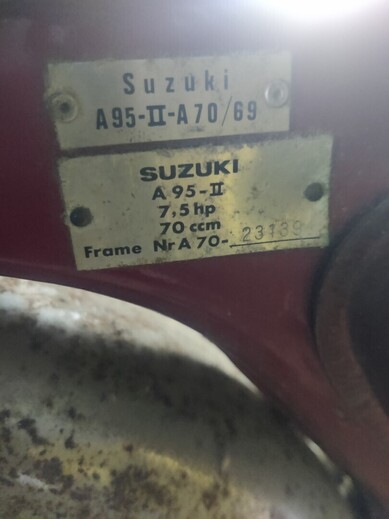 Suzuki
A95-II-A70/69
SUZUKI
A 95-II
7,5 hp
70 ccm
Frame Nr A 70- 23139